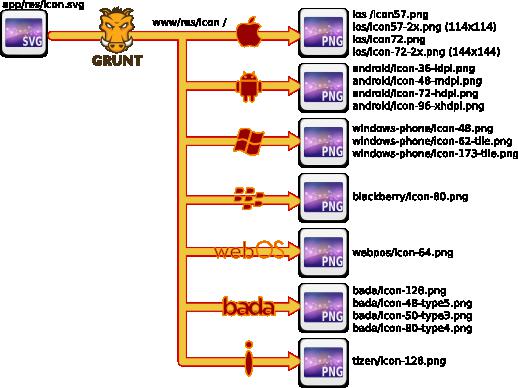 app/res/icon.svg
SVG
GRUNT
www/res/icon /
PNG
ios /icon57.png
ios/icon57-2x.png (114x114)
ios/icon72.png
ios/icon-72-2x.png (144x144)
PNG
android/icon-36-ldpi.png
android/icon-48-mdpi.png
android/icon-72-hdpi.png
android/icon-96-xhdpi.png
PNG
windows-phone/icon-48.png
windows-phone/icon-62-tile.png
windows-phone/icon-173-tile.png
PNG
blackberry/icon-80.png
webOS
PNG
webpos/icon-64.png
bada
PNG
bada/icon-128.png
bada/icon-48-type5.png
bada/icon-50-type3.png
bada/icon-80-type4.png
i
PNG
tizen/icon-128.png